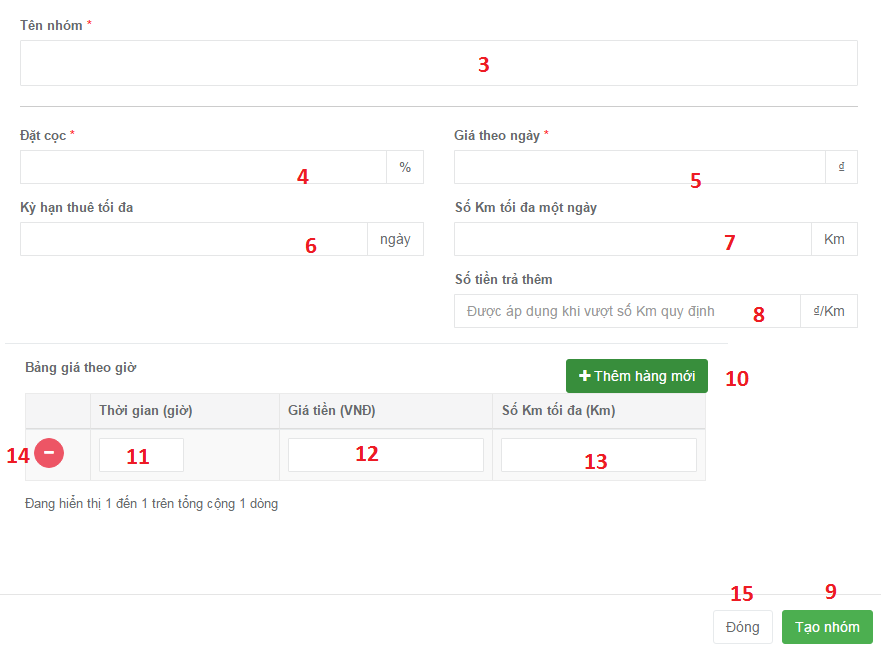 Tên nhóm *
3
Đặt cọc * Giá theo ngày *
4 % 5 ₫
Kỳ hạn thuê tối đa Số Km tối đa một ngày
6 ngày 7 Km
Số tiền trả thêm
Được áp dụng khi vượt số Km quy định 8 ₫/Km
Bảng giá theo giờ + Thêm hàng mới 10
Thời gian (giờ) Giá tiền (VNĐ) Số Km tối đa (Km)
14 11 12 13
Đang hiển thị 1 đến 1 trên tổng cộng 1 dòng
15 9
Đóng Tạo nhóm